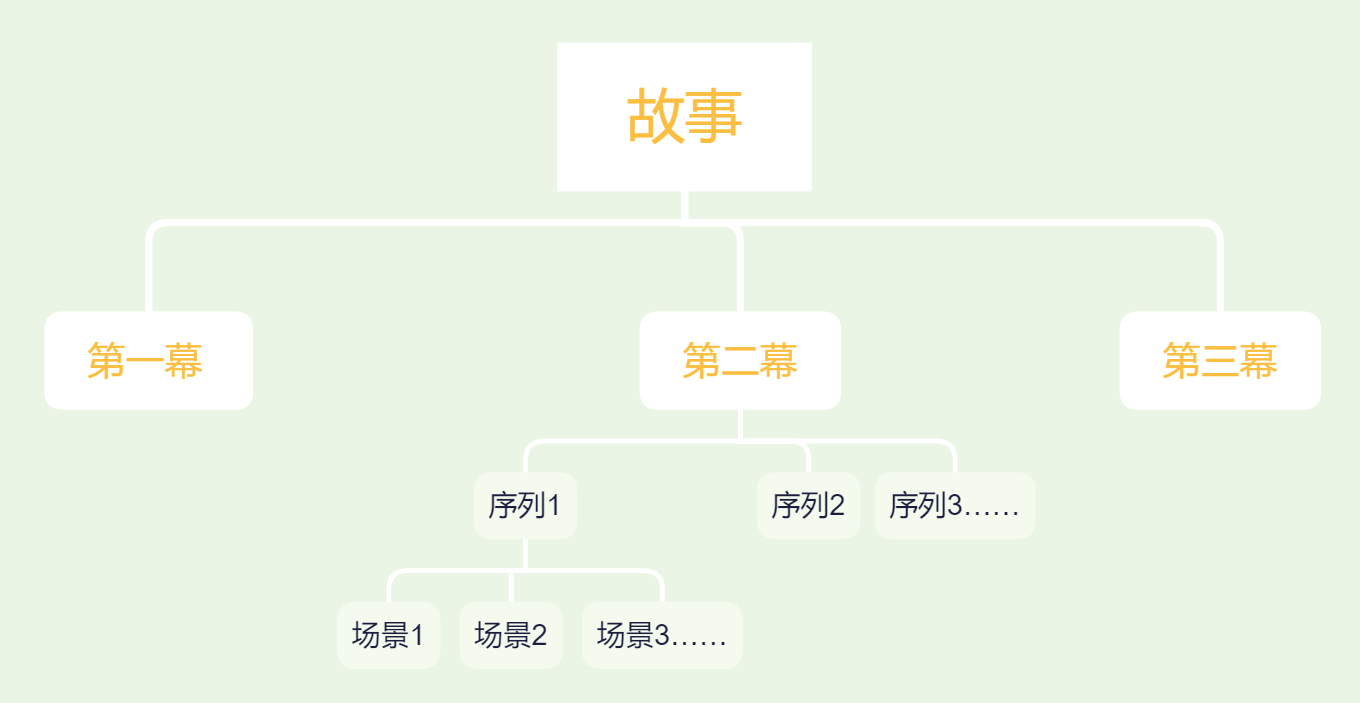 故事
第一幕
第二幕
第三幕
序列1
序列2
序列3……
场景1
场景2
场景3……